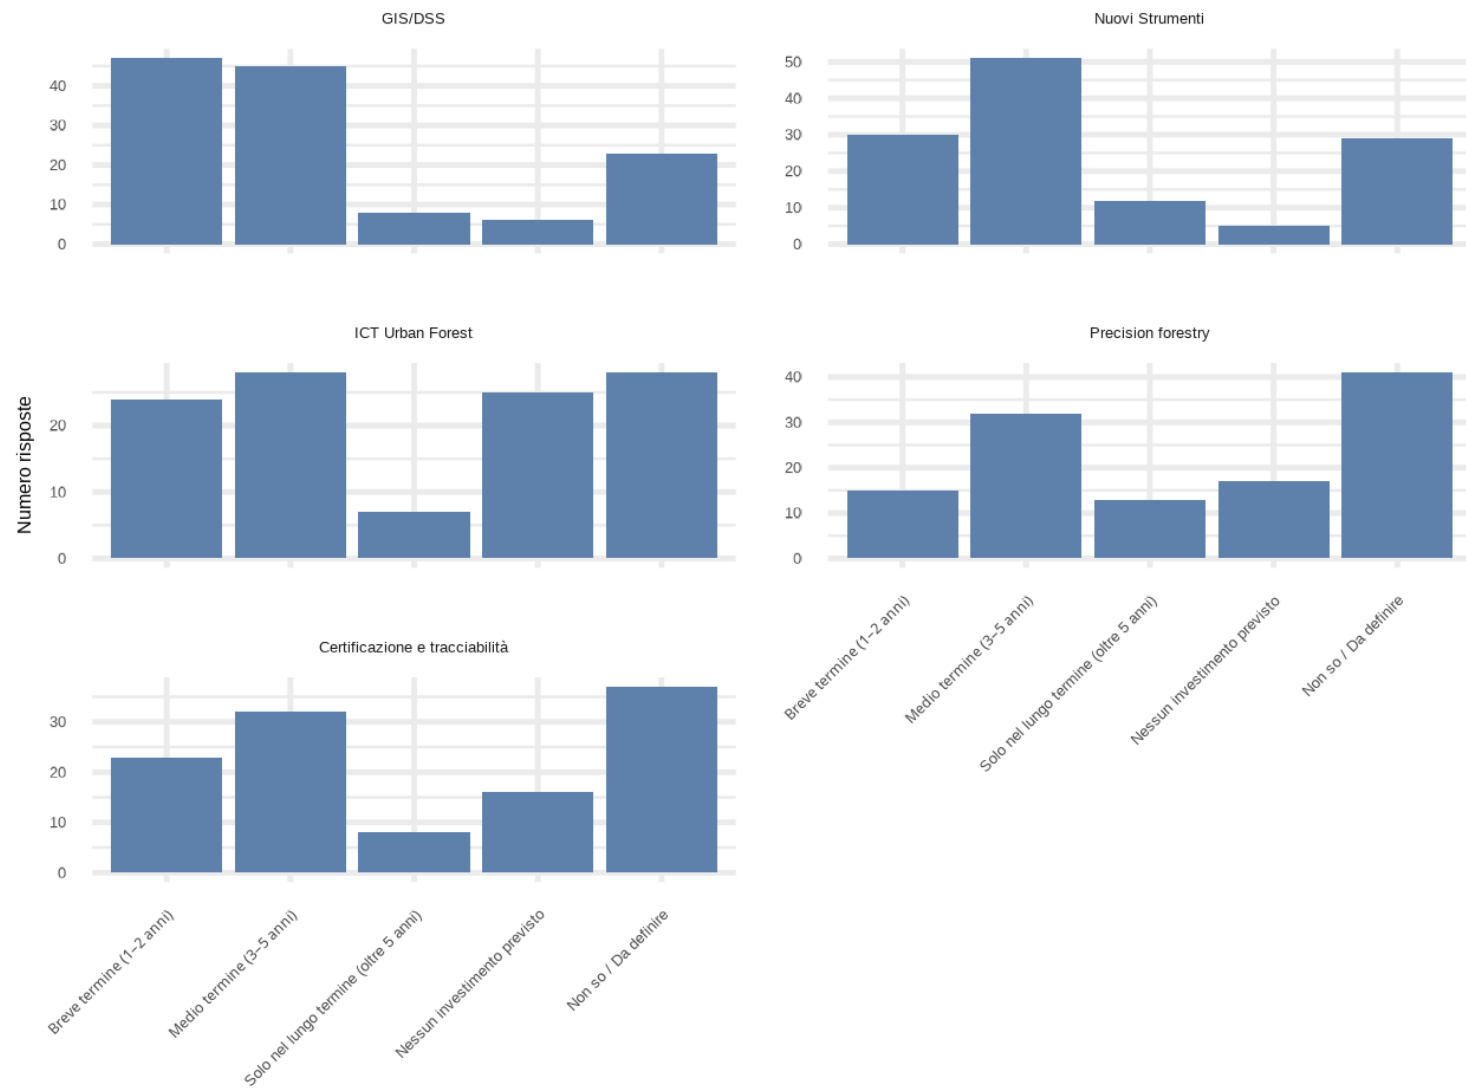 GIS/DSS
Nuovi Strumenti
40
30
20
10
0
50
40
30
20
10
0
ICT Urban Forest
Precision forestry
Numero risposte
20
10
0
40
30
20
10
0
Breve termine (1–2 anni)
Medio termine (3–5 anni)
Solo nel lungo termine (oltre 5 anni)
Nessun investimento previsto
Non so / Da definire
Certificazione e tracciabilità
30
20
10
0
Breve termine (1–2 anni)
Medio termine (3–5 anni)
Solo nel lungo termine (oltre 5 anni)
Nessun investimento previsto
Non so / Da definire